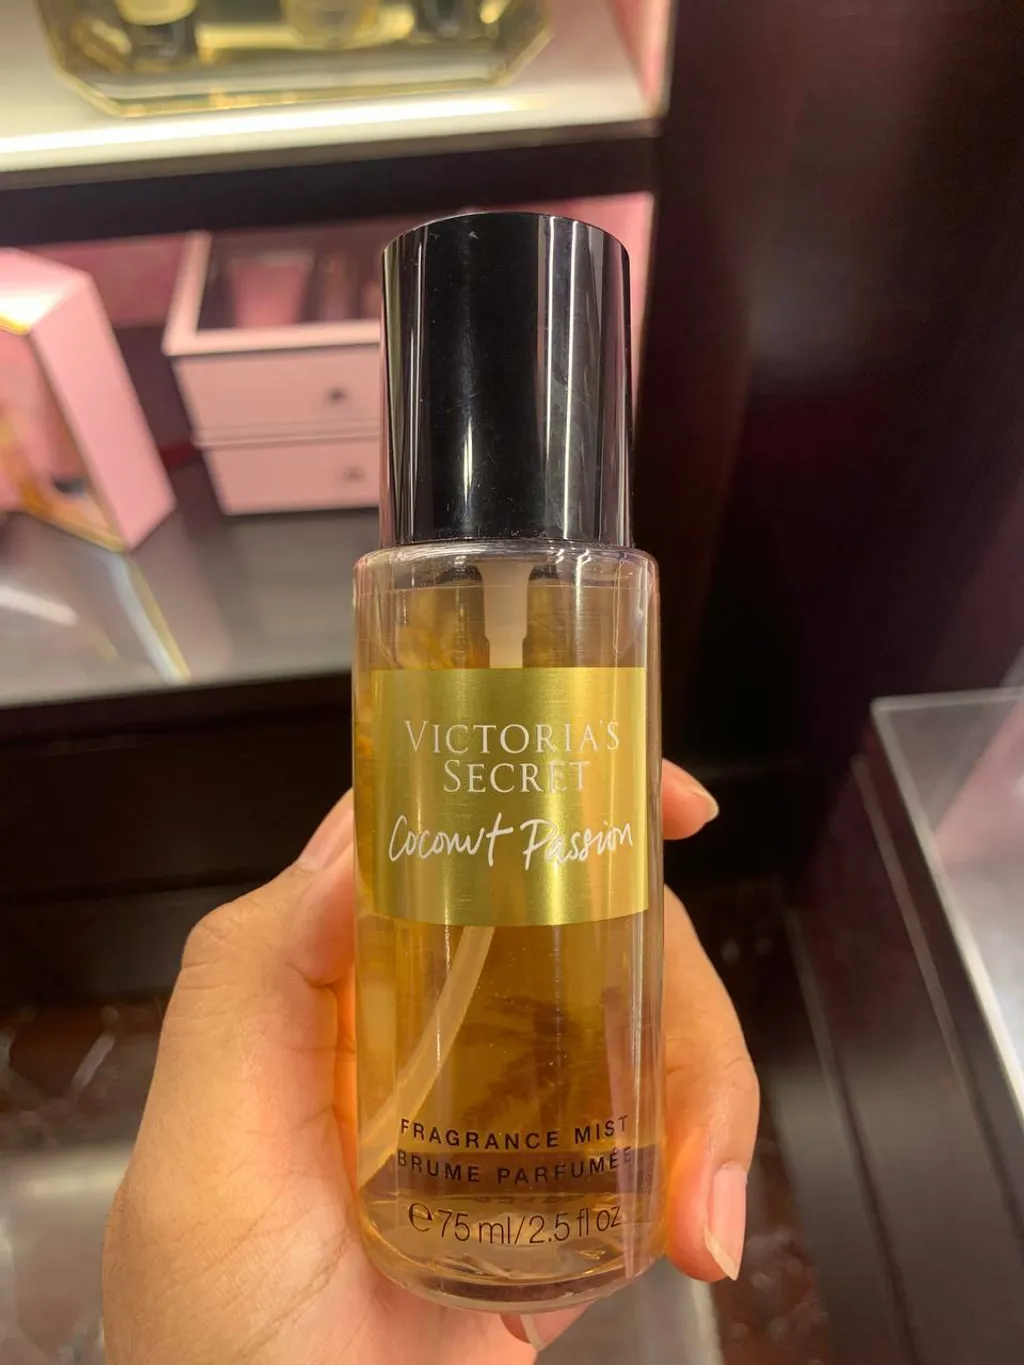 VICTORIA'S
SECRET
Coconut Passion
FRAGRANCE MIST
BRUME PARFUMÉE
℮75 ml/2.5 fl oz